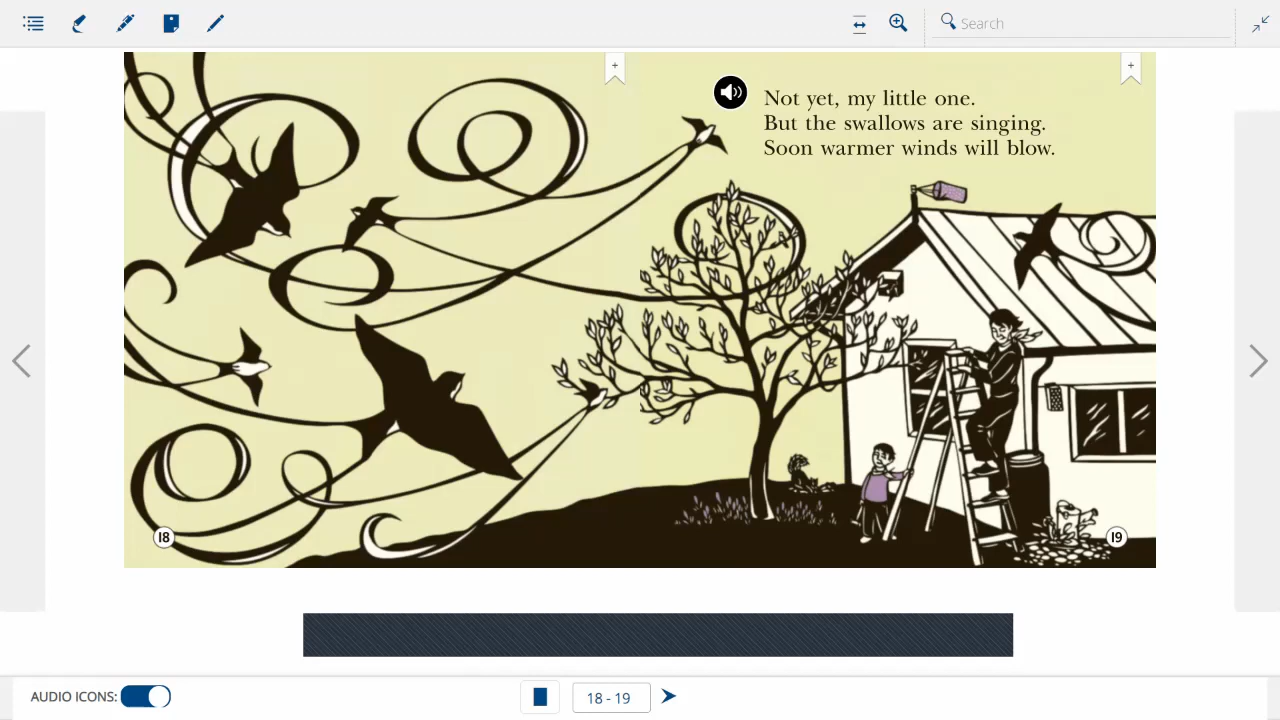 Search
+
+
Not yet, my little one.
But the swallows are singing.
Soon warmer winds will blow.
18
19
AUDIO ICONS:
18 - 19